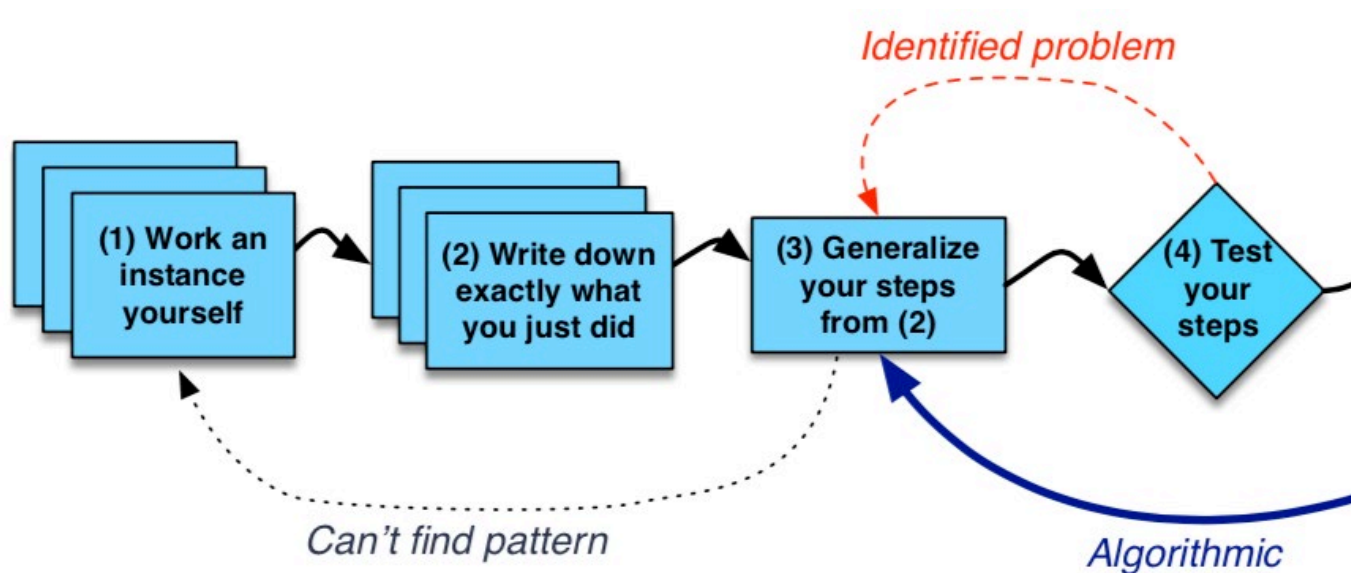 Identified problem
(1) Work an
instance
yourself
(2) Write down
exactly what
you just did
(3) Generalize
your steps
from (2)
(4) Test
your
steps
Can't find pattern
Algorithmic